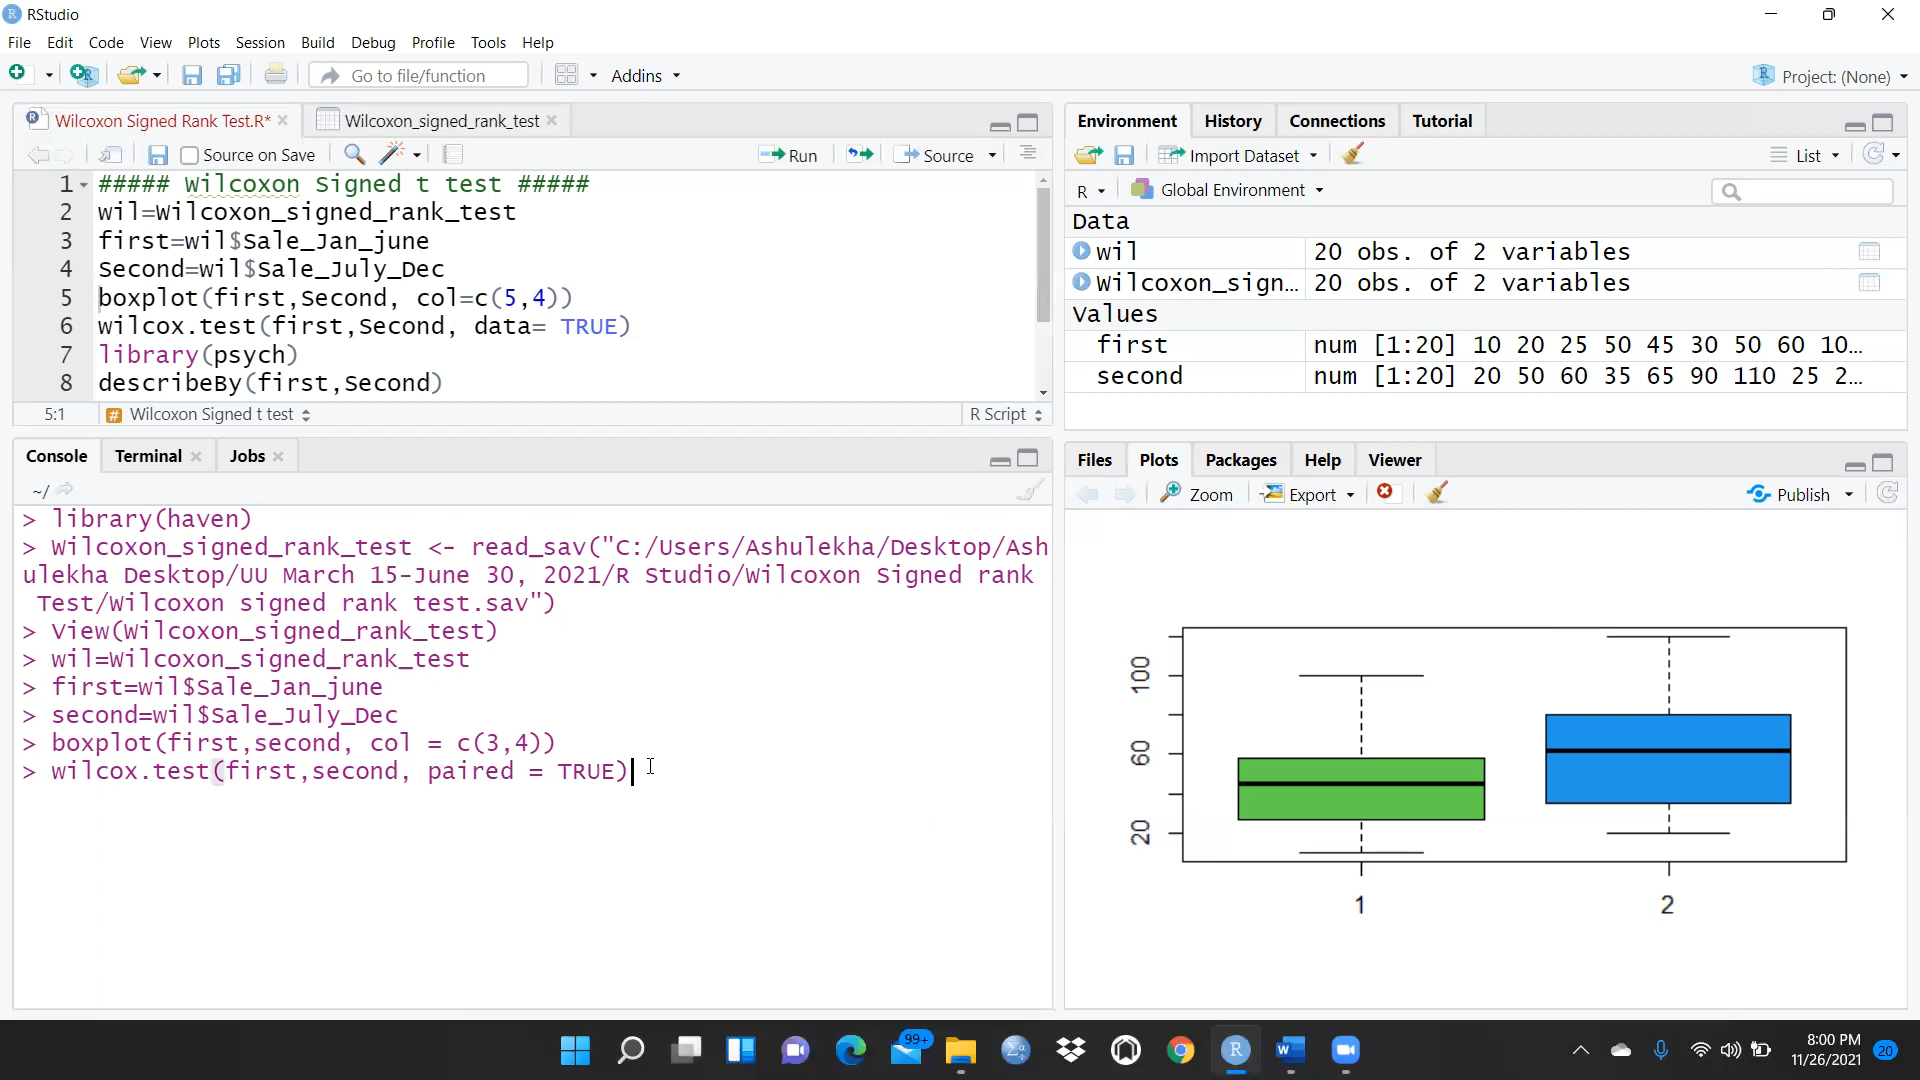 RStudio
File Edit Code View Plots Session Build Debug Profile Tools Help
Go to file/function Addins Project: (None)
Wilcoxon Signed Rank Test.R* Wilcoxon_signed_rank_test
Source on Save Run Source
1 ##### Wilcoxon Signed t test #####
2 wil=Wilcoxon_signed_rank_test
3 first=wil$Sale_Jan_june
4 Second=wil$Sale_July_Dec
5 boxplot(first,Second, col=c(5,4))
6 wilcox.test(first,Second, data= TRUE)
7 library(psych)
8 describeBy(first,Second)
5:1 # Wilcoxon Signed t test R Script
Console Terminal Jobs
~/
> library(haven)
> Wilcoxon_signed_rank_test <- read_sav("C:/Users/Ashulekha/Desktop/Ash
ulekha Desktop/UU March 15-June 30, 2021/R Studio/Wilcoxon Signed rank
Test/Wilcoxon signed rank test.sav")
> View(Wilcoxon_signed_rank_test)
> wil=Wilcoxon_signed_rank_test
> first=wil$Sale_Jan_june
> second=wil$Sale_July_Dec
> boxplot(first,second, col = c(3,4))
> wilcox.test(first,second, paired = TRUE)
Environment History Connections Tutorial
Import Dataset List
R Global Environment
Data
wil 20 obs. of 2 variables
Wilcoxon_sign... 20 obs. of 2 variables
Values
first num [1:20] 10 20 25 50 45 30 50 60 10...
second num [1:20] 20 50 60 35 65 90 110 25 2...
Files Plots Packages Help Viewer
Zoom Export Publish
100
60
20
1 2
99+
8:00 PM
11/26/2021
20